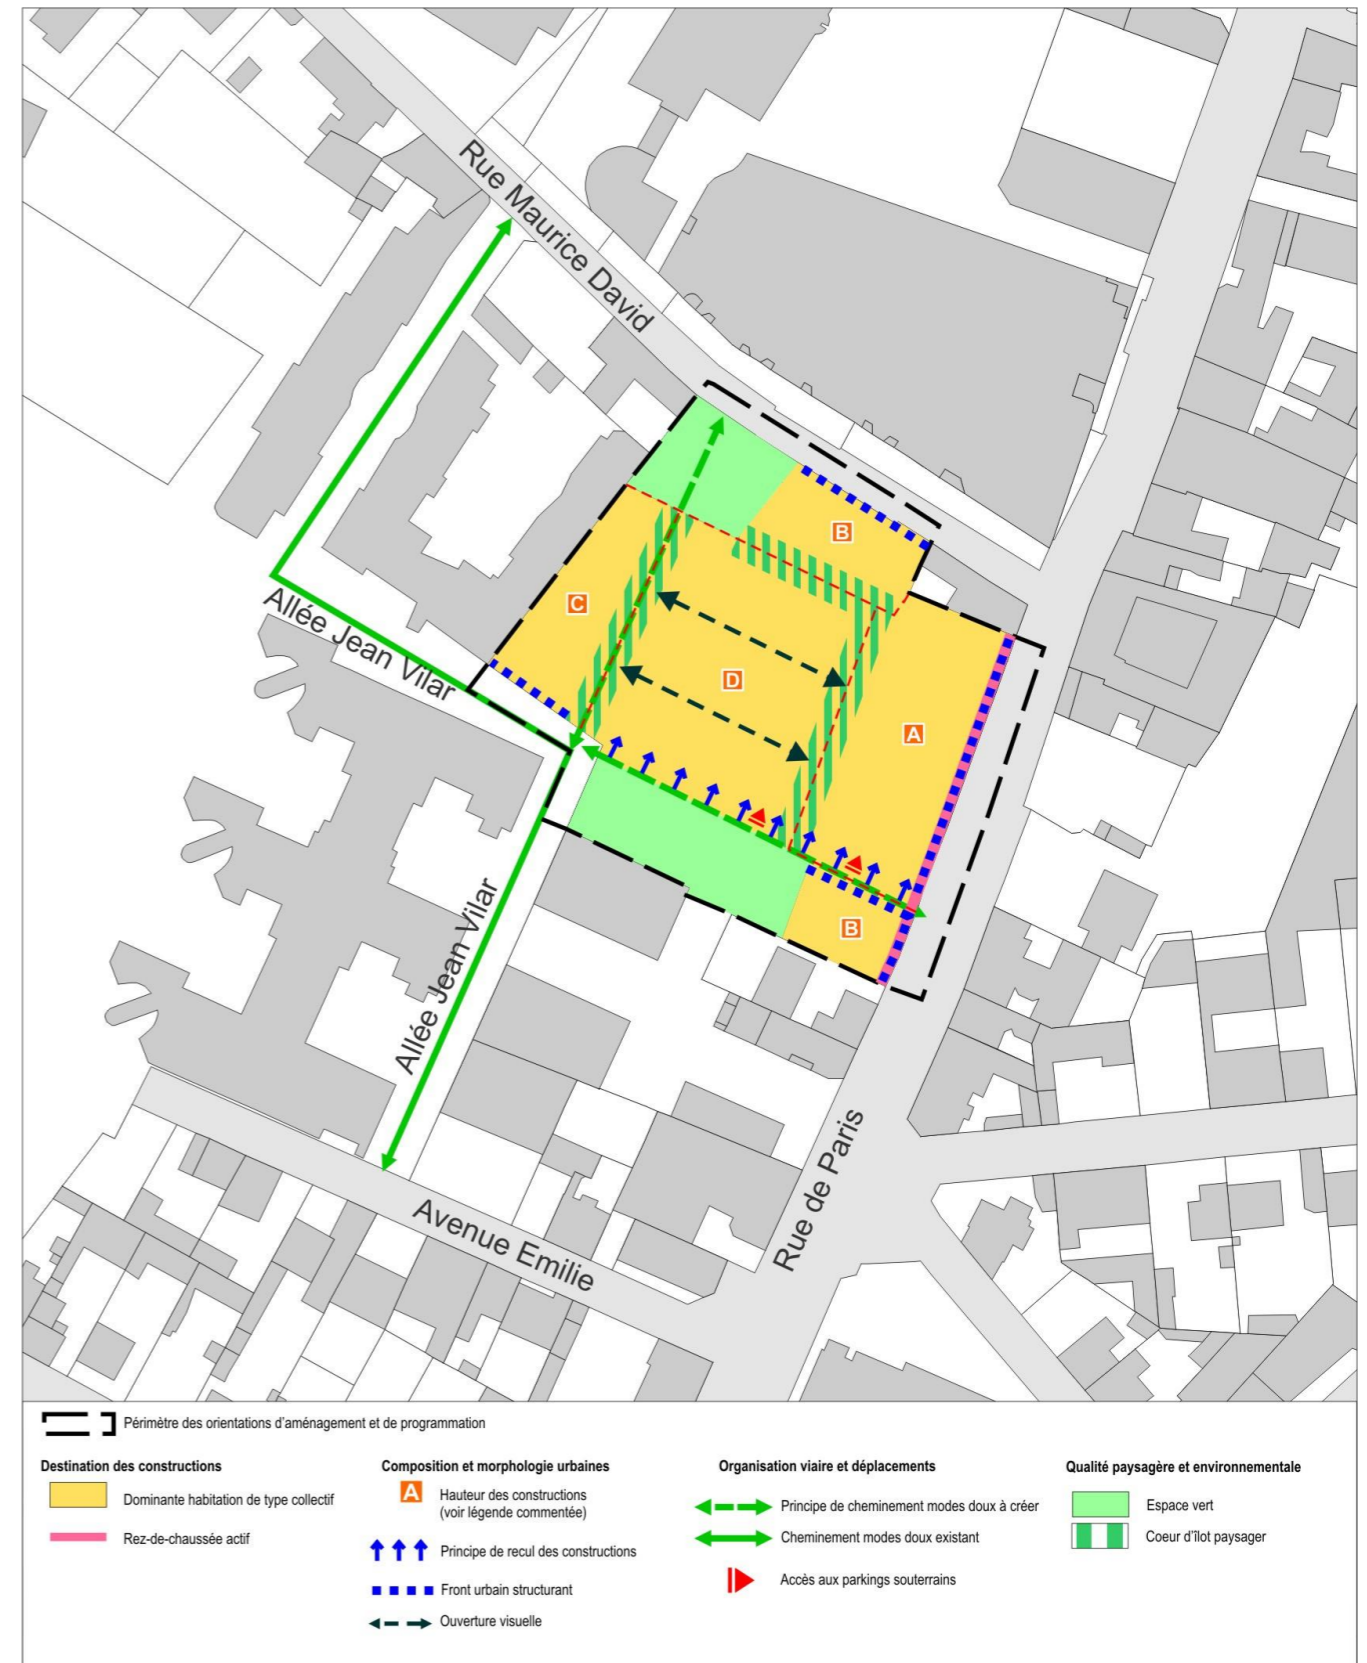 Rue Maurice David
B
C
Allée Jean Vilar
D
A
B
Allée Jean Vilar
Rue de Paris
Avenue Emilie
Périmètre des orientations d'aménagement et de programmation
Destination des constructions
Dominante habitation de type collectif
Rez-de-chaussée actif
Composition et morphologie urbaines
A
Hauteur des constructions
(voir légende commentée)
Principe de recul des constructions
Front urbain structurant
Ouverture visuelle
Organisation viaire et déplacements
Principe de cheminement modes doux à créer
Cheminement modes doux existant
Accès aux parkings souterrains
Qualité paysagère et environnementale
Espace vert
Coeur d'îlot paysager